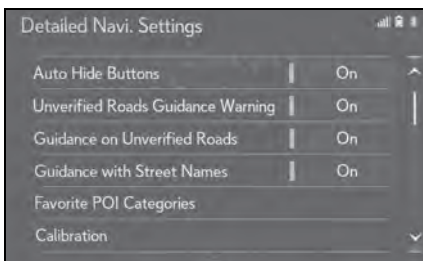 Detailed Navi. Settings
Auto Hide Buttons On
Unverified Roads Guidance Warning On
Guidance on Unverified Roads On
Guidance with Street Names On
Favorite POI Categories
Calibration